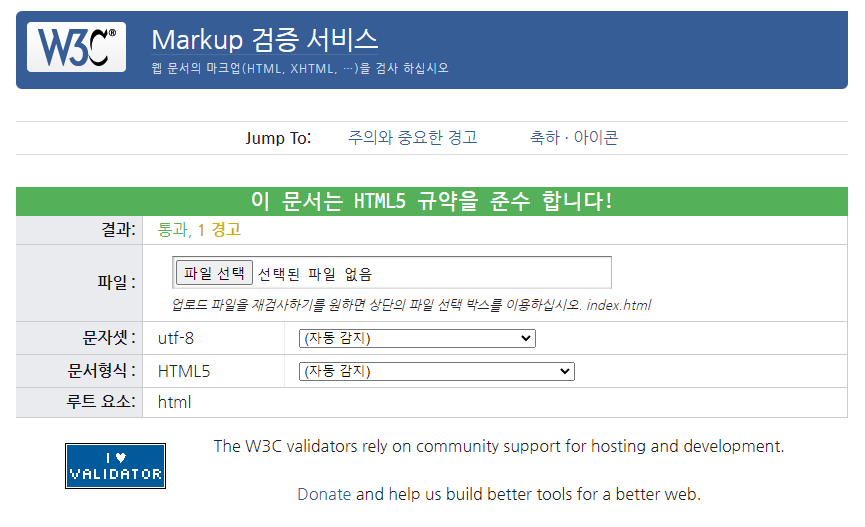 W3C®
Markup 검증 서비스
웹 문서의 마크업(HTML, XHTML, …)을 검사 하십시오
Jump To: 주의와 중요한 경고 축하 · 아이콘
이 문서는 HTML5 규약을 준수 합니다!
결과: 통과, 1 경고
파일 : 파일 선택 선택된 파일 없음
업로드 파일을 재검사하기를 원하면 상단의 파일 선택 박스를 이용하십시오. index.html
문자셋 : utf-8 (자동 감지)
문서형식 : HTML5 (자동 감지)
루트 요소: html
I ♥
VALIDATOR
The W3C validators rely on community support for hosting and development.
Donate and help us build better tools for a better web.